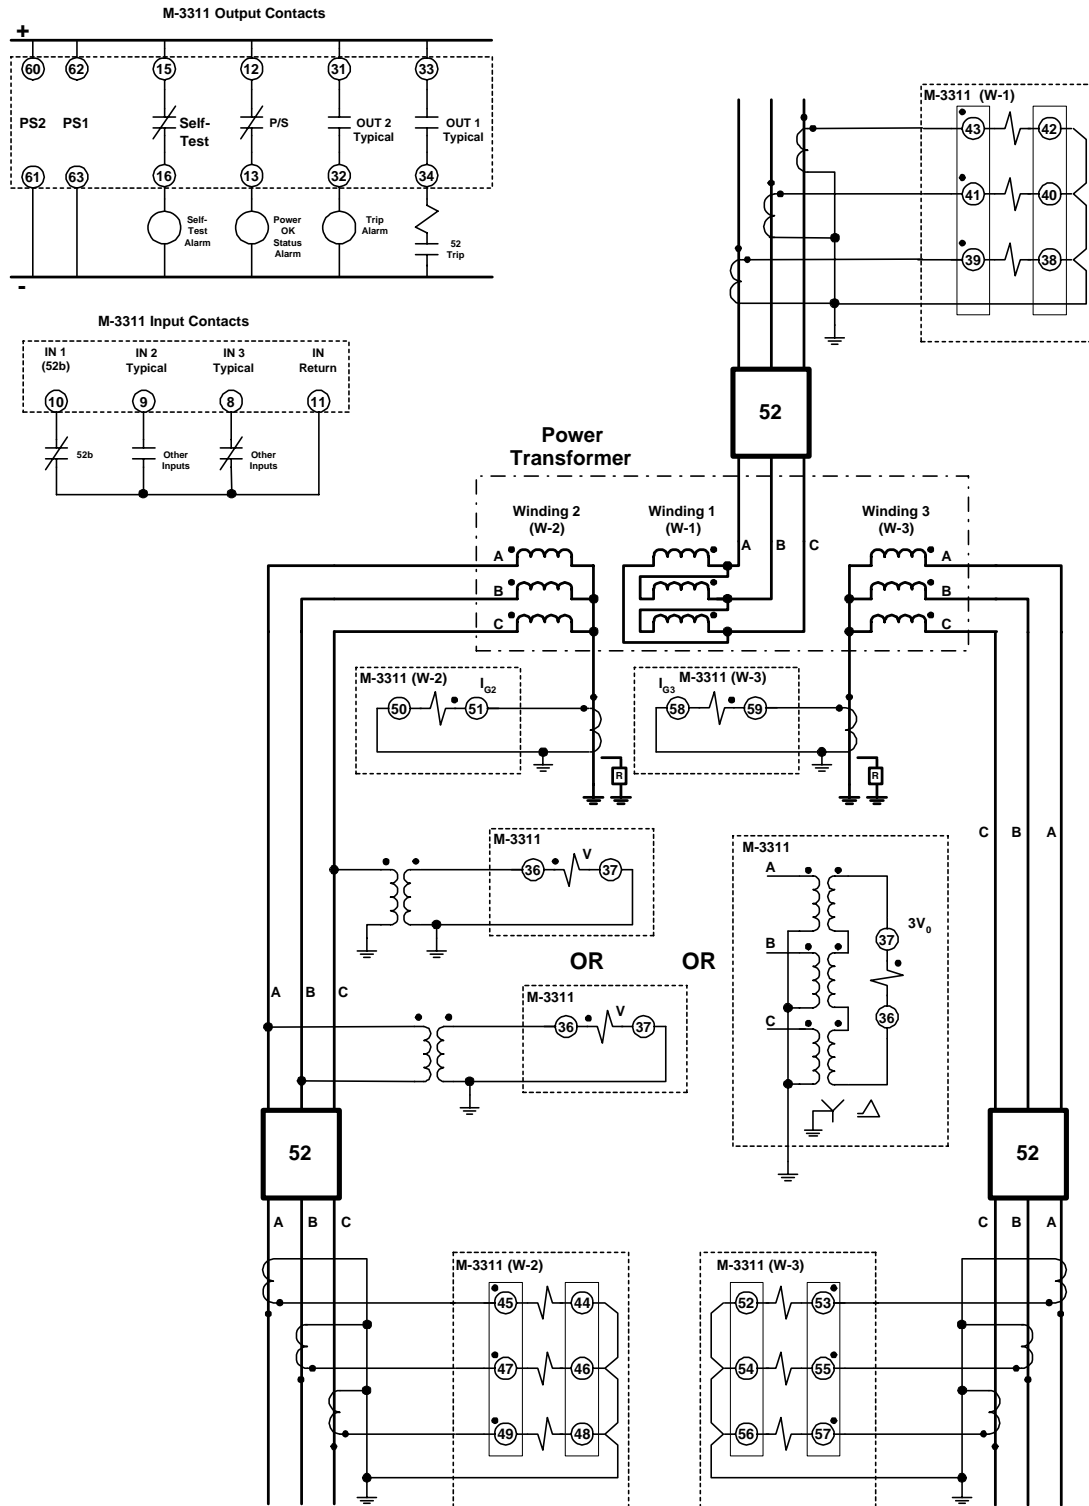 M-3311 Output Contacts
+
60 62 15 12 31 33
PS2 PS1 Self-Test P/S OUT 2 Typical OUT 1 Typical
61 63 16 13 32 34
Self-Test Alarm
Power OK Status Alarm
Trip Alarm
52 Trip
-
M-3311 Input Contacts
IN 1 (52b)
IN 2 Typical
IN 3 Typical
IN Return
10 9 8 11
52b
Other Inputs
Other Inputs
M-3311 (W-1)
43 42
41 40
39 38
52
Power
Transformer
Winding 2 (W-2)
Winding 1 (W-1)
Winding 3 (W-3)
A B C
A
B
C
A
B
C
M-3311 (W-2)
IG2
50 51
R
M-3311 (W-3)
IG3
58 59
R
M-3311
V
36 37
OR
OR
M-3311
V
36 37
M-3311
A
B
C
3V0
37
36
A B C
C B A
52
52
A B C
C B A
M-3311 (W-2)
45 44
47 46
49 48
M-3311 (W-3)
52 53
54 55
56 57